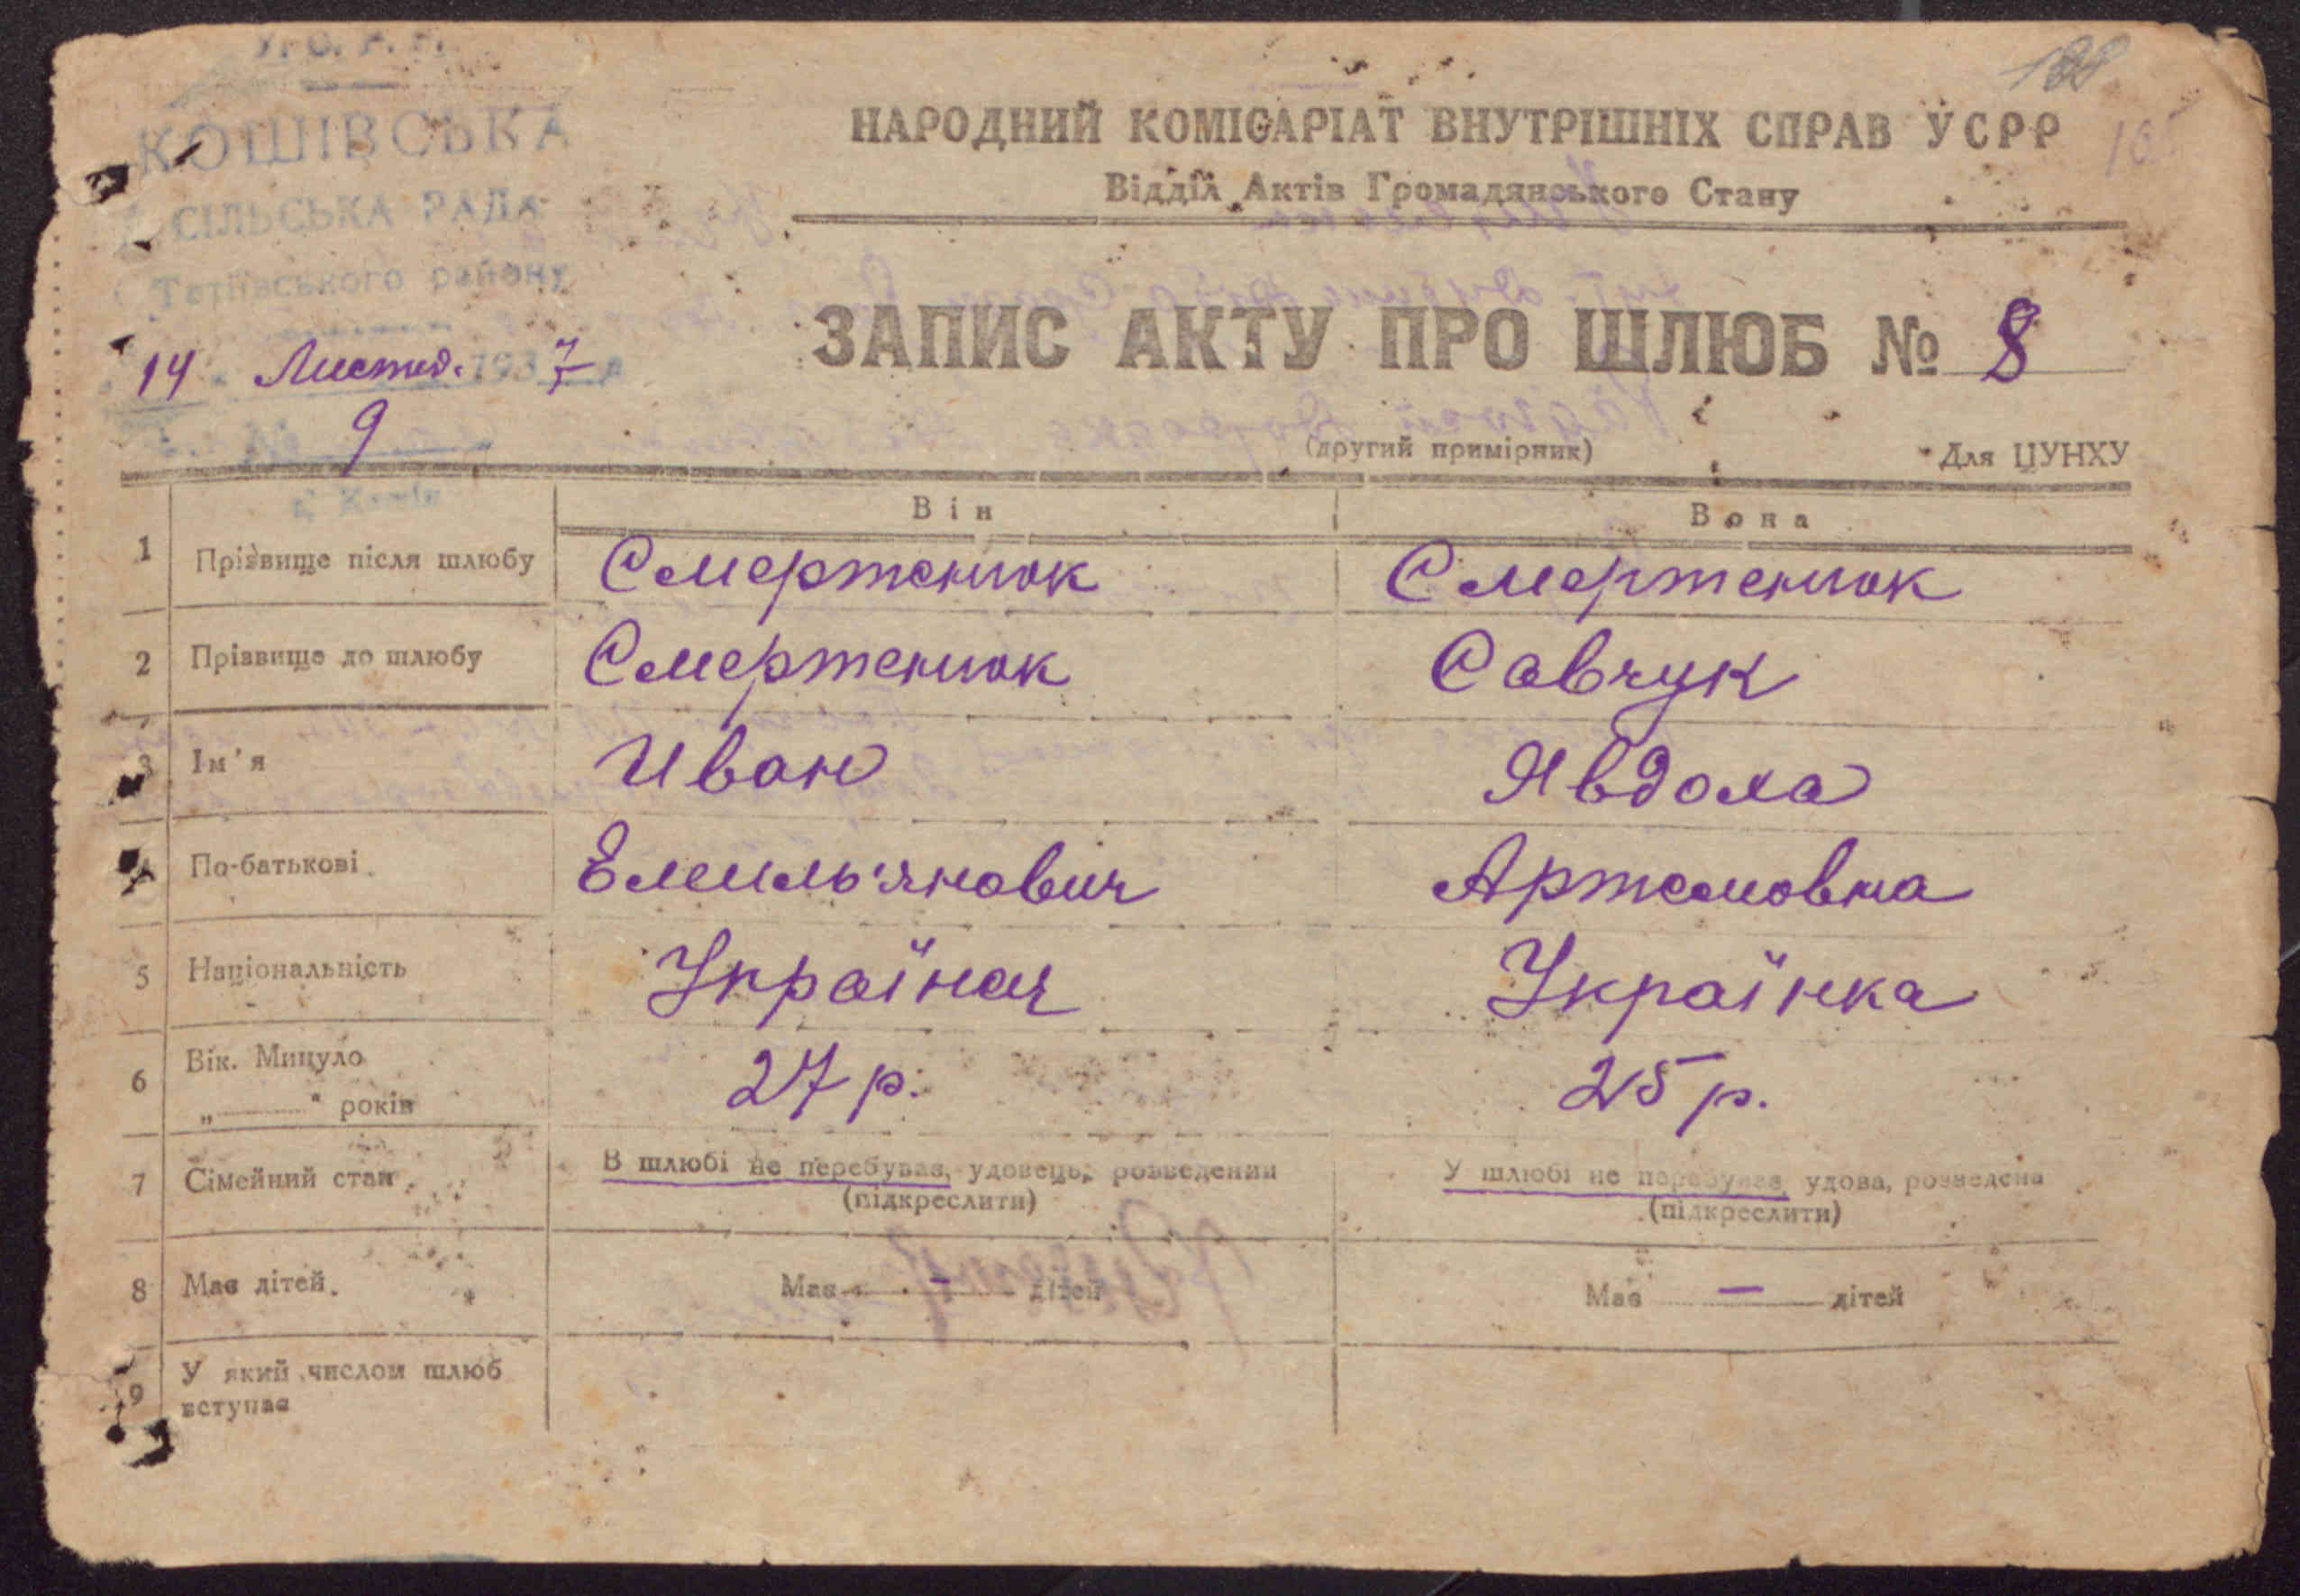 У. С. Р. Р.
КОШІВСЬКА
СІЛЬСЬКА РАДА
Тетіївського району
14 Листоп. 1937 р
№ 9
с. Кошів
188
НАРОДНИЙ КОМІСАРІАТ ВНУТРІШНІХ СПРАВ УСРР
Відділ Актів Громадянського Стану
ЗАПИС АКТУ ПРО ШЛЮБ № 8
(другий примірник) Для ЦУНХУ
Він Вона
1 Прізвище після шлюбу Смертенюк Смертенюк
2 Прізвище до шлюбу Смертенюк Савчук
3 Ім'я Иван Явдоха
4 По-батькові Емельянович Артемовна
5 Національність Українец Українка
6 Вік. Минуло „ " років 27 р. 25 р.
7 Сімейний стан В шлюбі не перебував, удовець, розведений (підкреслити) У шлюбі не перебувае, удова, розведена (підкреслити)
8 Має дітей. Має - дітей Має — дітей
9 У який числом шлюб вступає